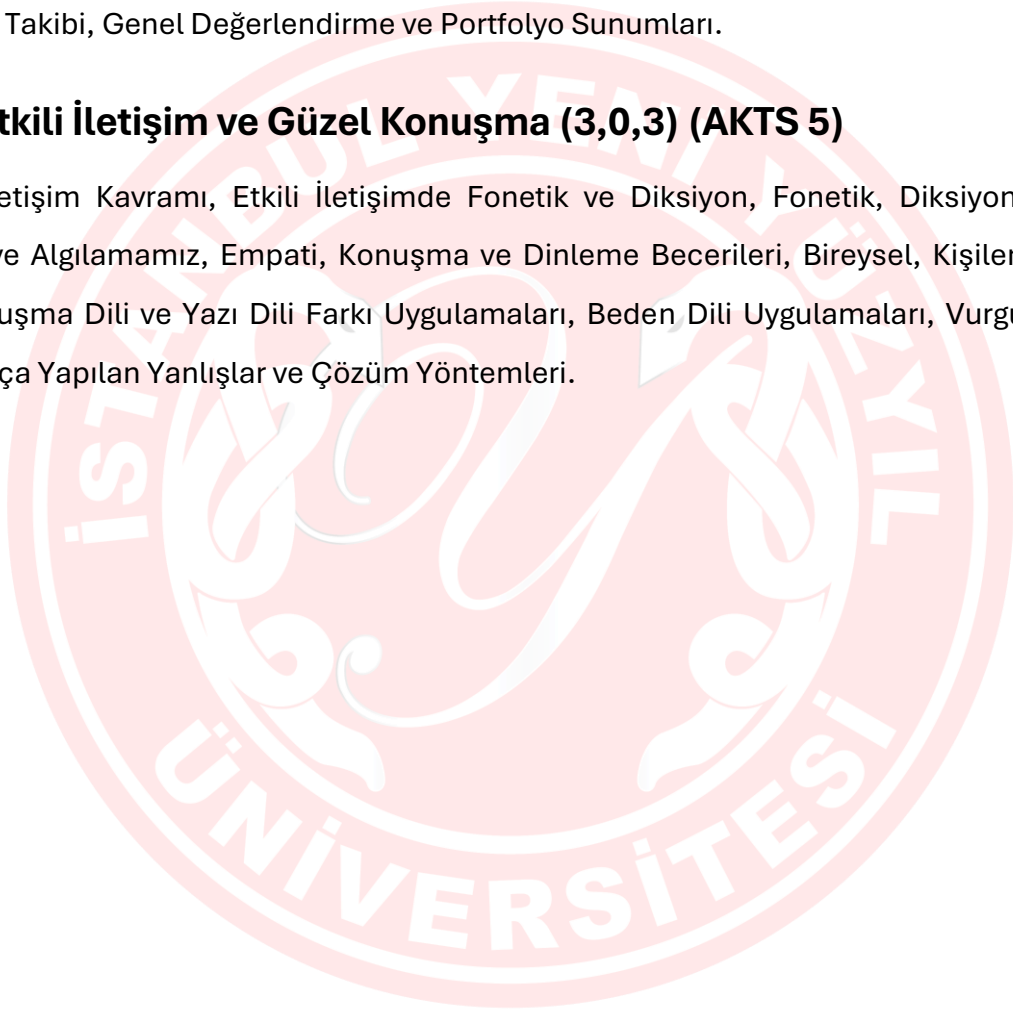 Takibi, Genel Değerlendirme ve Portfolyo Sunumları.
tkili İletişim ve Güzel Konuşma (3,0,3) (AKTS 5)
etişim Kavramı, Etkili İletişimde Fonetik ve Diksiyon, Fonetik, Diksiyon
ve Algılamamız, Empati, Konuşma ve Dinleme Becerileri, Bireysel, Kişiler
uşma Dili ve Yazı Dili Farkı Uygulamaları, Beden Dili Uygulamaları, Vurgu
ça Yapılan Yanlışlar ve Çözüm Yöntemleri.
İSTANBUL YENİ YÜZYIL
ÜNİVERSİTESİ